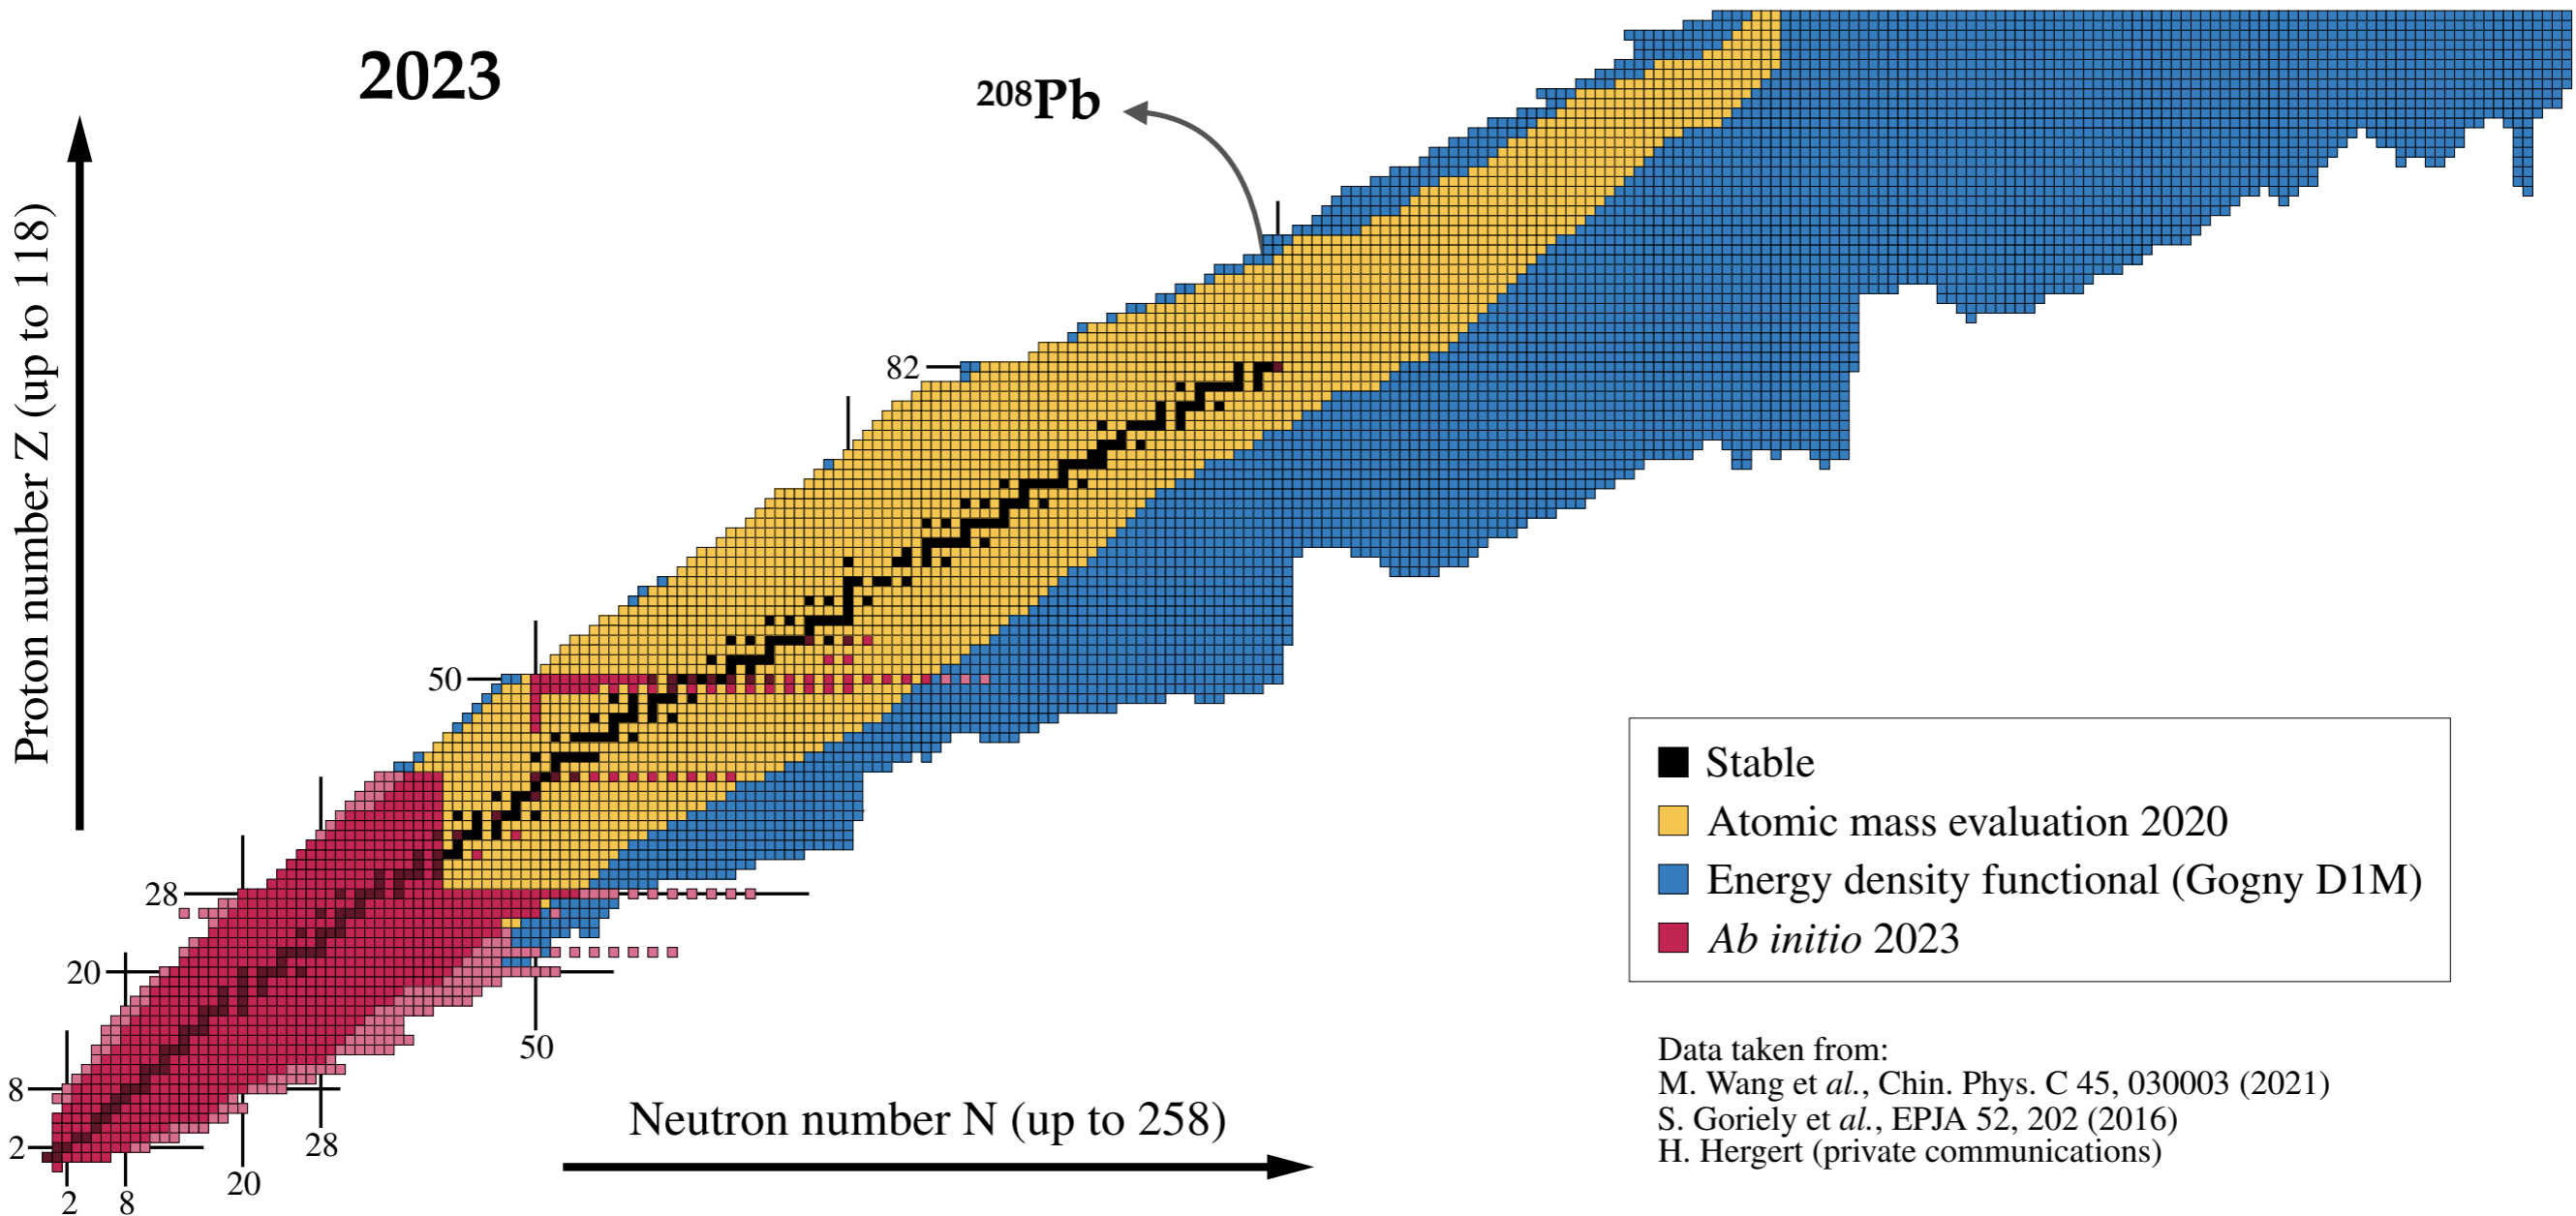 2023
²⁰⁸Pb
Proton number Z (up to 118)
82
50
28
20
8
2
2
8
20
28
50
Neutron number N (up to 258)
Stable
Atomic mass evaluation 2020
Energy density functional (Gogny D1M)
Ab initio 2023
Data taken from:
M. Wang et al., Chin. Phys. C 45, 030003 (2021)
S. Goriely et al., EPJA 52, 202 (2016)
H. Hergert (private communications)